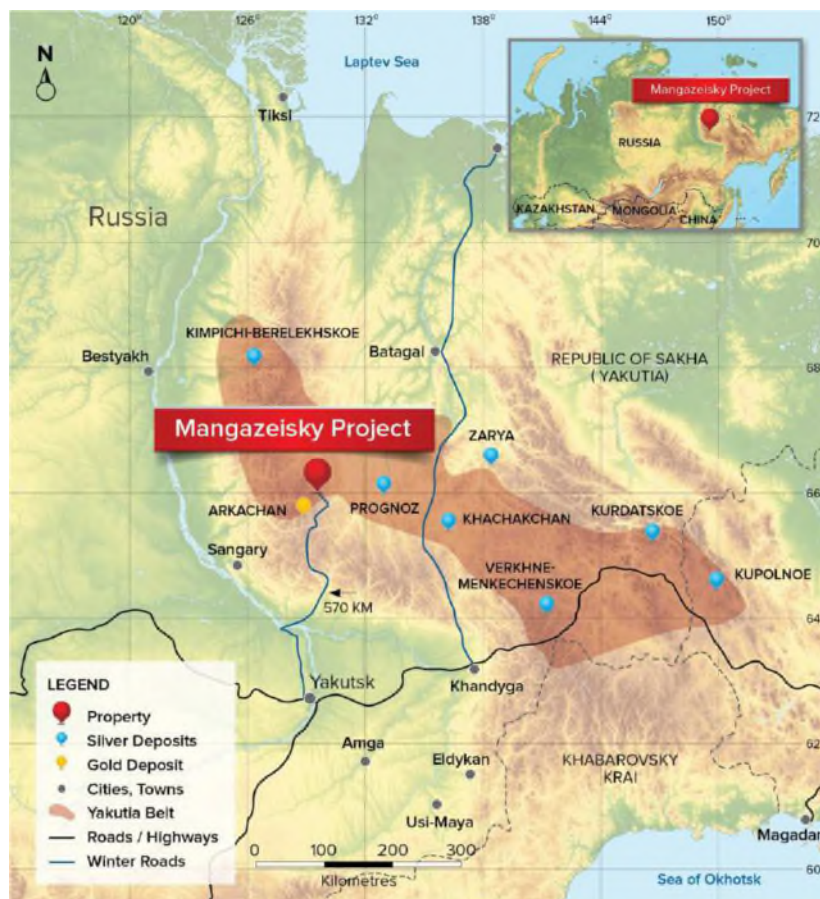 120°
126°
132°
138°
144°
150°
N
Laptev Sea
Tiksi
Mangazeisky Project
RUSSIA
KAZAKHSTAN
MONGOLIA
CHINA
72
Russia
70
KIMPICHI-BERELEKHSKOE
Bestyakh
Batagal
REPUBLIC OF SAKHA
(YAKUTIA)
68
Mangazeisky Project
ZARYA
66
ARKACHAN
PROGNOZ
KHACHAKCHAN
KURDATSKOE
Sangary
VERKHNE-
MENKECHENSKOE
KUPOLNOE
570 KM
64
LEGEND
Property
Silver Deposits
Gold Deposit
Cities, Towns
Yakutia Belt
Roads / Highways
Winter Roads
Yakutsk
Khandyga
62
Amga
Eldykan
KHABAROVSKY
KRAI
Usi-Maya
Magadan
0 100 200 300
Kilometres
60
Sea of Okhotsk